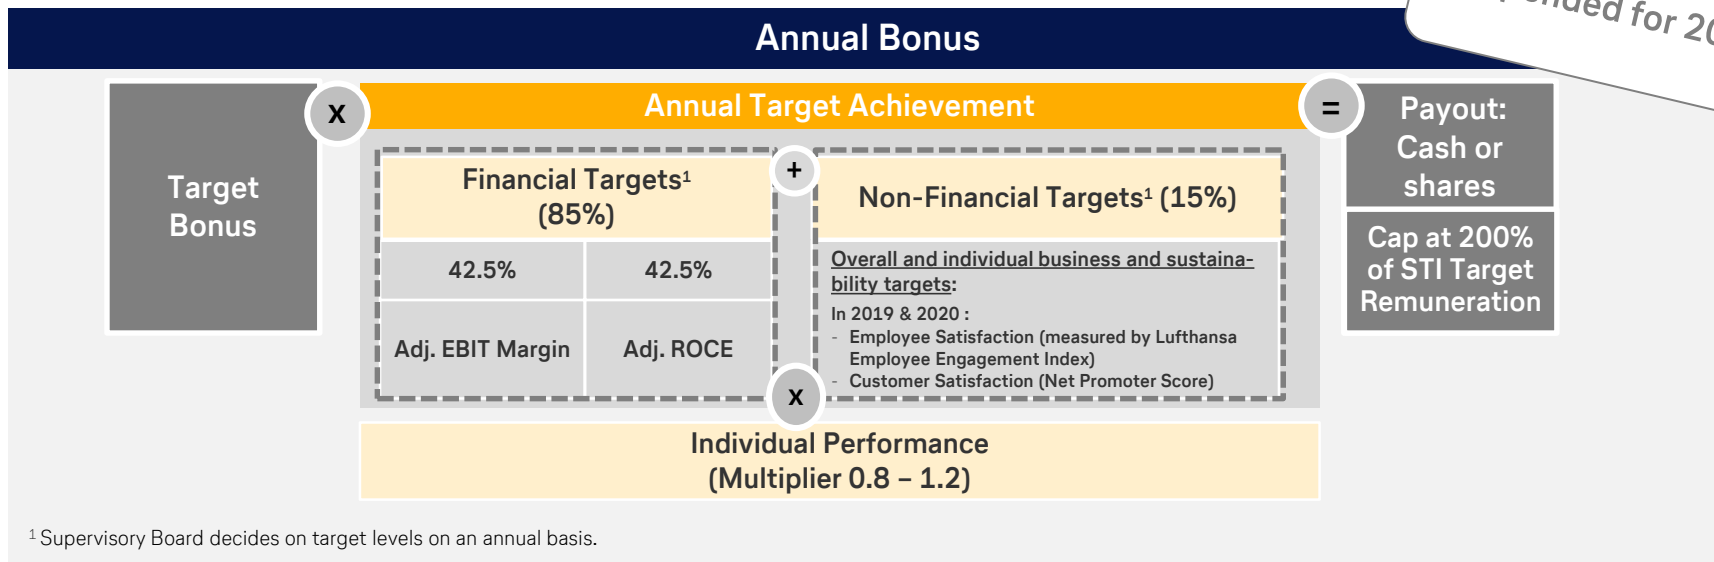 Annual Bonus
for
Target
Bonus
x
Annual Target Achievement
=
Payout:
Cash or
shares
Cap at 200%
of STI Target
Remuneration
Financial Targets¹
(85%)
+
Non-Financial Targets¹ (15%)
42.5%
42.5%
Adj. EBIT Margin
Adj. ROCE
Overall and individual business and sustaina-
bility targets:
In 2019 & 2020 :
- Employee Satisfaction (measured by Lufthansa
Employee Engagement Index)
- Customer Satisfaction (Net Promoter Score)
x
Individual Performance
(Multiplier 0.8 – 1.2)
¹ Supervisory Board decides on target levels on an annual basis.